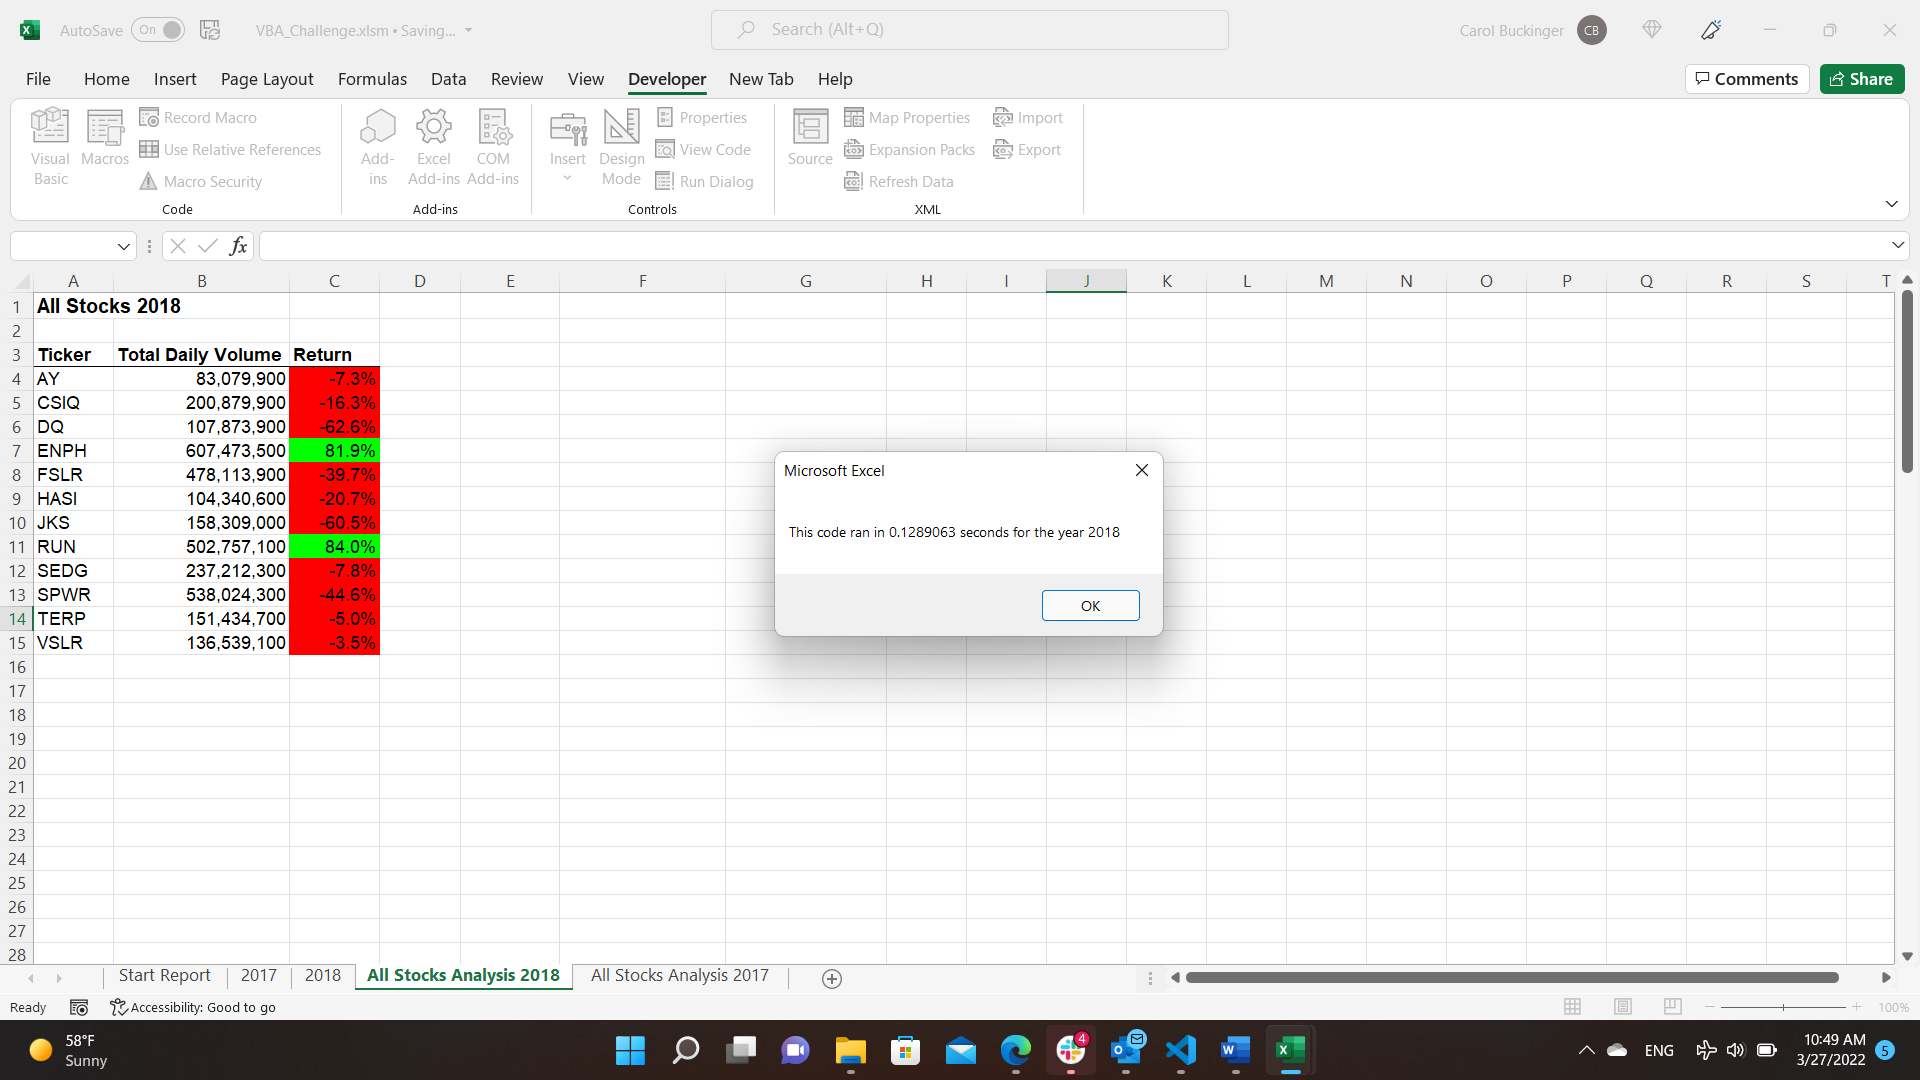 AutoSave On VBA_Challenge.xlsm • Saving... Search (Alt+Q) Carol Buckinger CB
File Home Insert Page Layout Formulas Data Review View Developer New Tab Help Comments Share
Visual Basic
Macros
Record Macro
Use Relative References
Macro Security
Code
Add-ins
Excel Add-ins
COM Add-ins
Add-ins
Insert
Design Mode
Properties
View Code
Run Dialog
Controls
Source
Map Properties
Expansion Packs
Refresh Data
Import
Export
XML
fx
A B C D E F G H I J K L M N O P Q R S T
1 All Stocks 2018
2
3 Ticker Total Daily Volume Return
4 AY 83,079,900 -7.3%
5 CSIQ 200,879,900 -16.3%
6 DQ 107,873,900 -62.6%
7 ENPH 607,473,500 81.9%
8 FSLR 478,113,900 -39.7%
9 HASI 104,340,600 -20.7%
10 JKS 158,309,000 -60.5%
11 RUN 502,757,100 84.0%
12 SEDG 237,212,300 -7.8%
13 SPWR 538,024,300 -44.6%
14 TERP 151,434,700 -5.0%
15 VSLR 136,539,100 -3.5%
16
17
18
19
20
21
22
23
24
25
26
27
28
Microsoft Excel
This code ran in 0.1289063 seconds for the year 2018
OK
Start Report 2017 2018 All Stocks Analysis 2018 All Stocks Analysis 2017
Ready Accessibility: Good to go 100%
58°F
Sunny
4
ENG
10:49 AM
3/27/2022
5